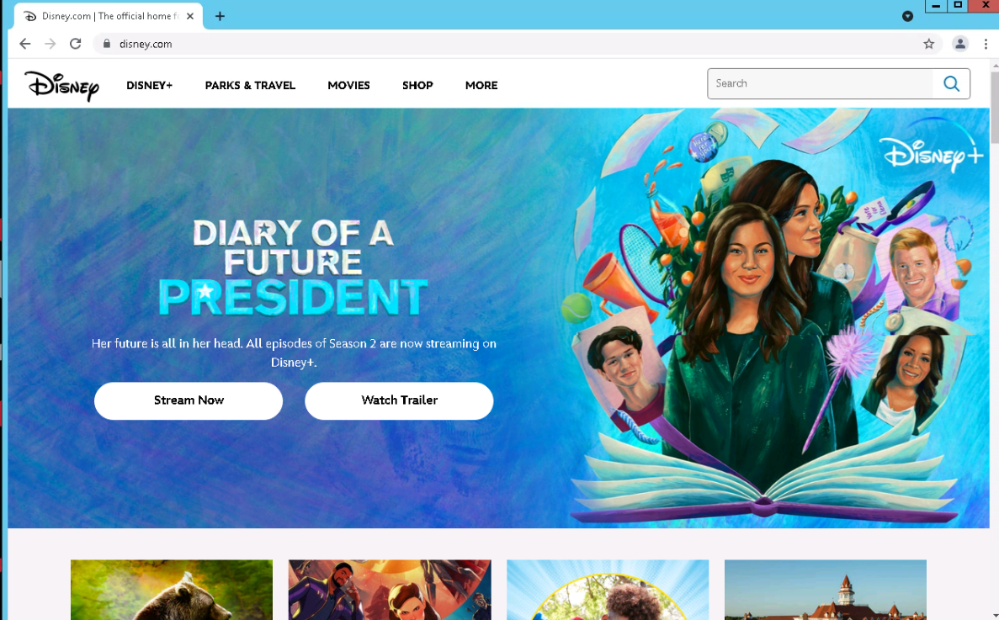 Disney.com | The official home f
disney.com
Disney
DISNEY+
PARKS & TRAVEL
MOVIES
SHOP
MORE
Search
Disney+
DIARY OF A
FUTURE
PRESIDENT
Her future is all in her head. All episodes of Season 2 are now streaming on
Disney+.
Stream Now
Watch Trailer